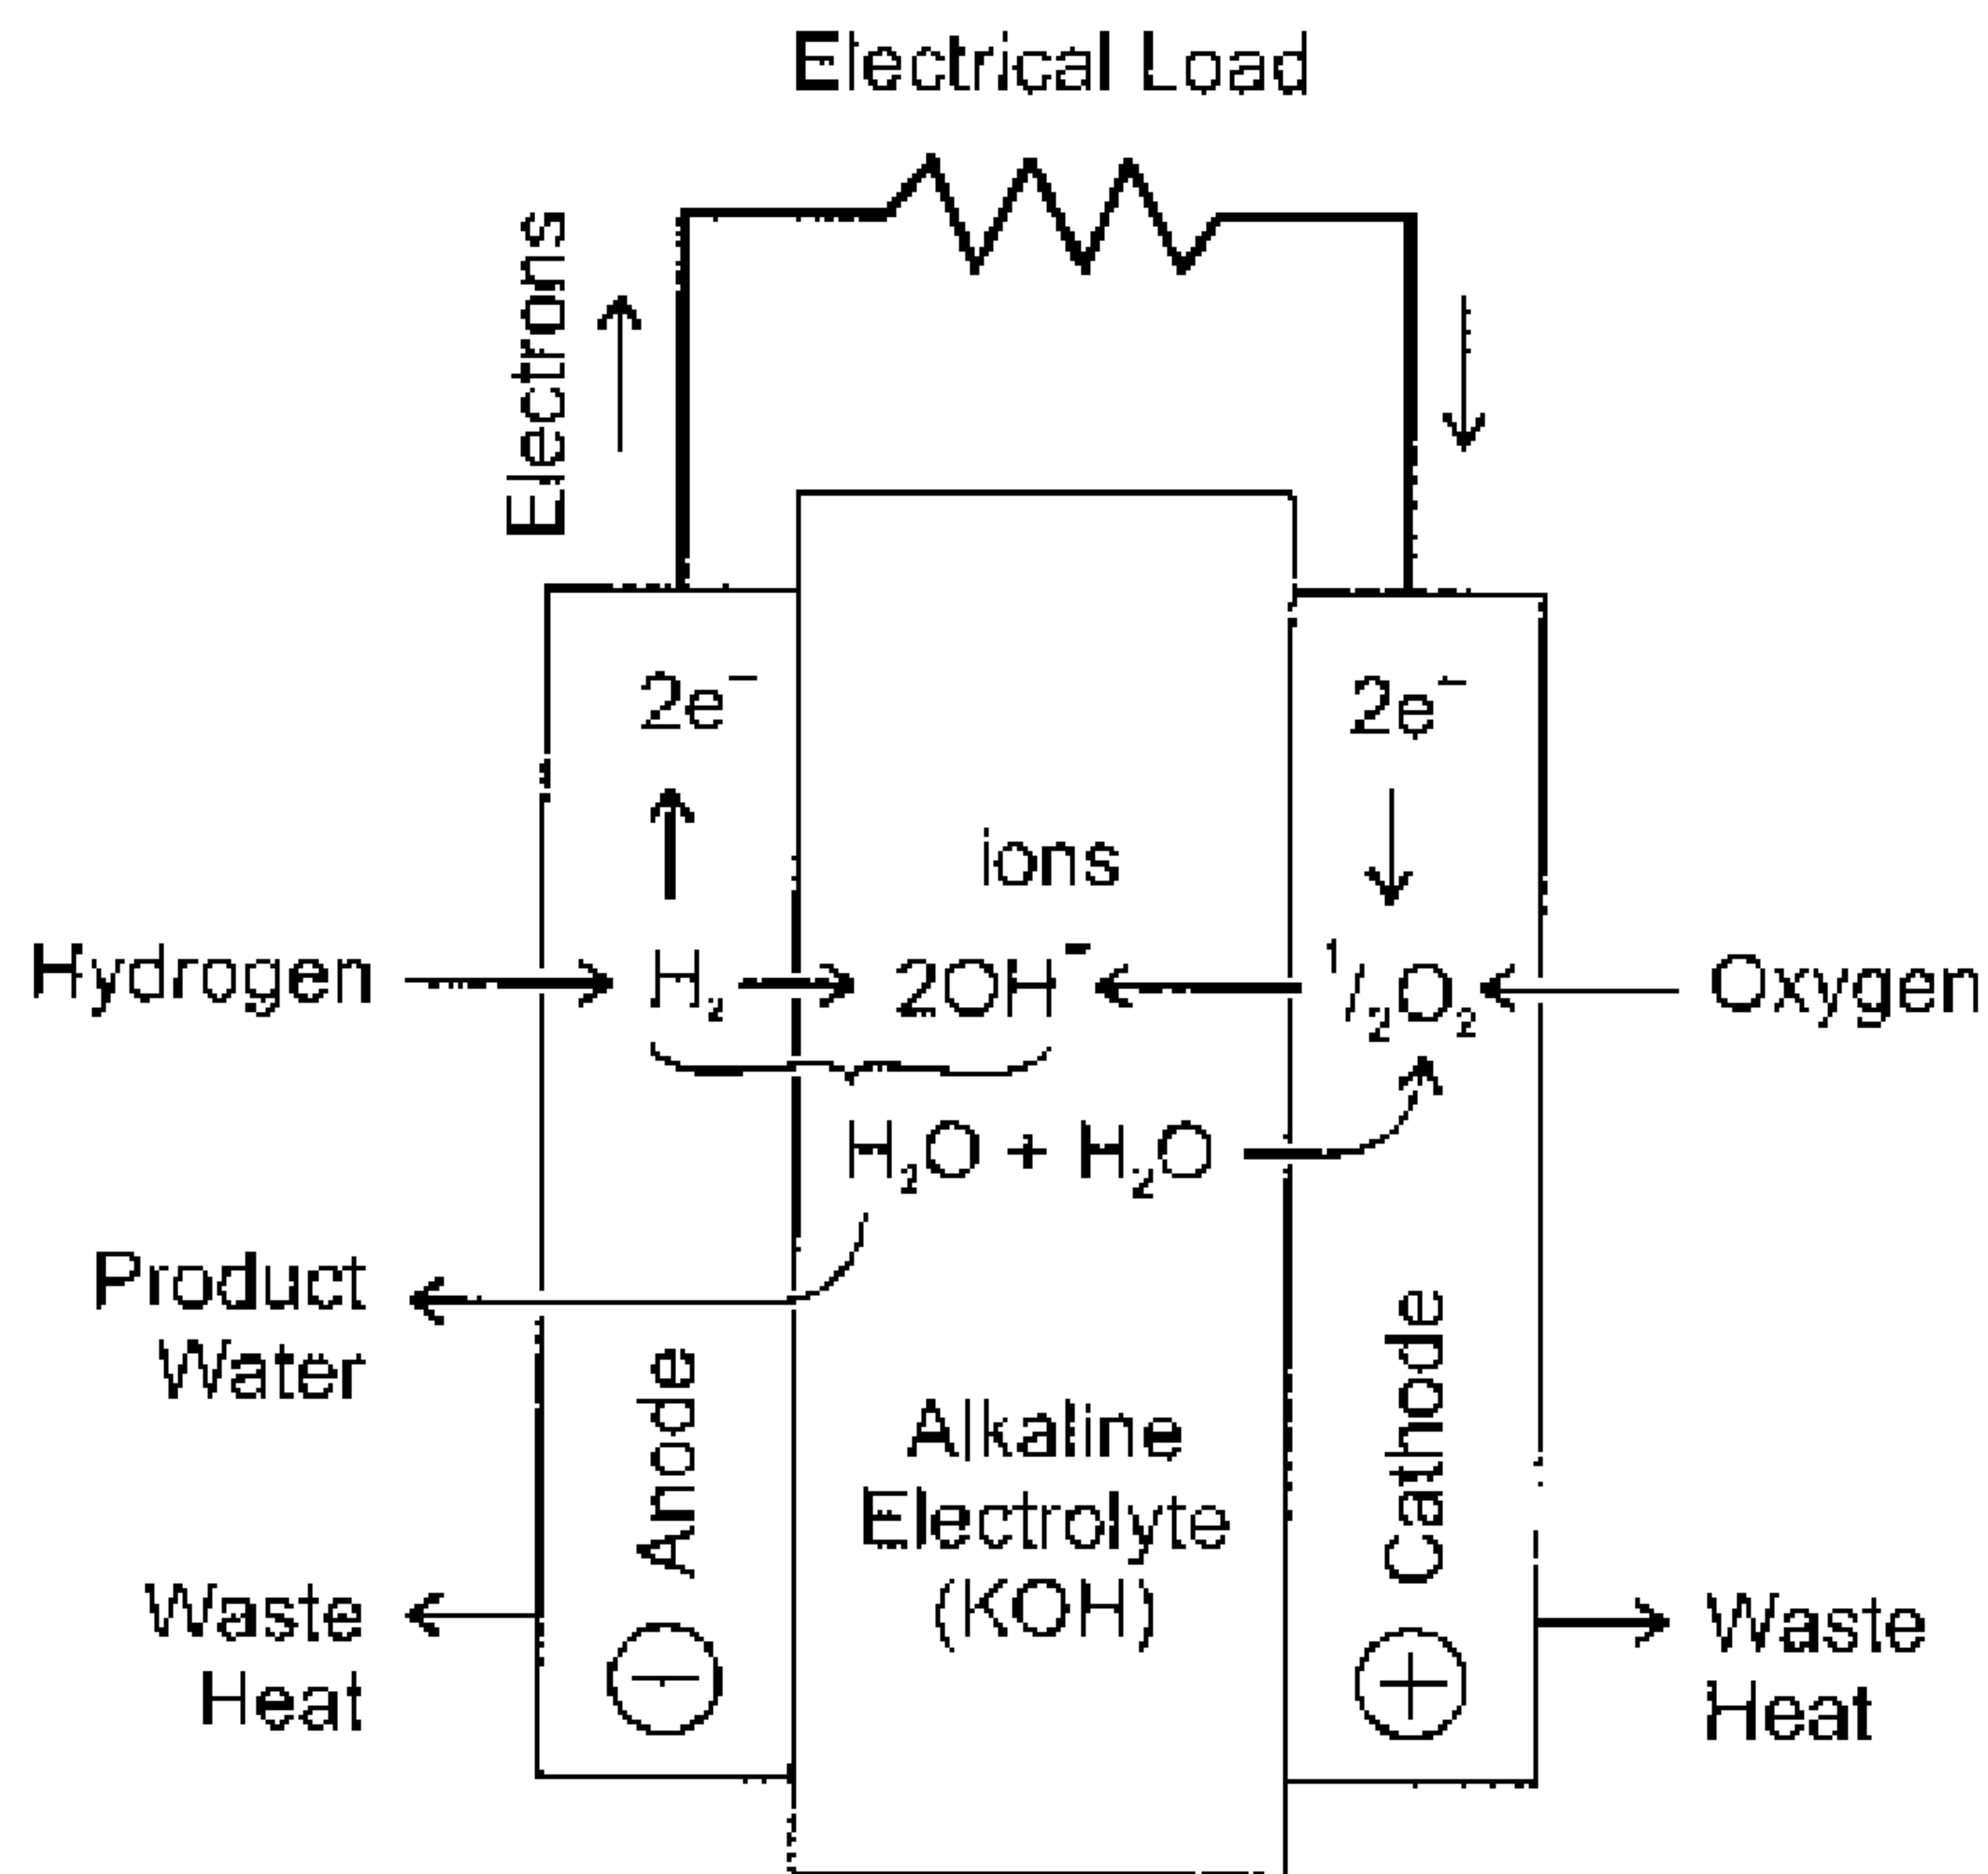 Electrical Load
Electrons
2e⁻
2e⁻
ions
Hydrogen
H₂
2OH⁻
½O₂
Oxygen
H₂O + H₂O
Product
Water
Anode
Alkaline
Electrolyte
(KOH)
Cathode
Waste
Heat
−
+
Waste
Heat